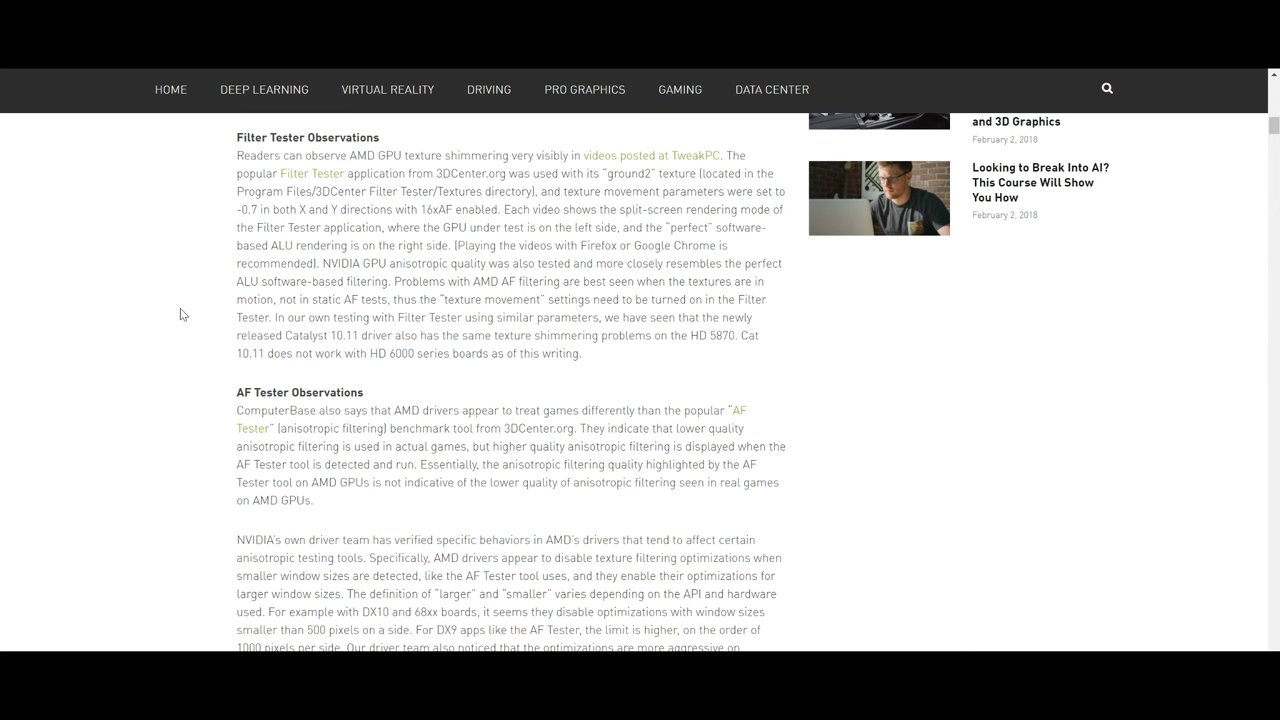 HOME DEEP LEARNING VIRTUAL REALITY DRIVING PRO GRAPHICS GAMING DATA CENTER
Filter Tester Observations
Readers can observe AMD GPU texture shimmering very visibly in videos posted at TweakPC. The
popular Filter Tester application from 3DCenter.org was used with its “ground2” texture (located in the
Program Files/3DCenter Filter Tester/Textures directory), and texture movement parameters were set to
-0.7 in both X and Y directions with 16xAF enabled. Each video shows the split-screen rendering mode of
the Filter Tester application, where the GPU under test is on the left side, and the “perfect” software-
based ALU rendering is on the right side. (Playing the videos with Firefox or Google Chrome is
recommended). NVIDIA GPU anisotropic quality was also tested and more closely resembles the perfect
ALU software-based filtering. Problems with AMD AF filtering are best seen when the textures are in
motion, not in static AF tests, thus the “texture movement” settings need to be turned on in the Filter
Tester. In our own testing with Filter Tester using similar parameters, we have seen that the newly
released Catalyst 10.11 driver also has the same texture shimmering problems on the HD 5870. Cat
10.11 does not work with HD 6000 series boards as of this writing.
AF Tester Observations
ComputerBase also says that AMD drivers appear to treat games differently than the popular “AF
Tester” (anisotropic filtering) benchmark tool from 3DCenter.org. They indicate that lower quality
anisotropic filtering is used in actual games, but higher quality anisotropic filtering is displayed when the
AF Tester tool is detected and run. Essentially, the anisotropic filtering quality highlighted by the AF
Tester tool on AMD GPUs is not indicative of the lower quality of anisotropic filtering seen in real games
on AMD GPUs.
NVIDIA’s own driver team has verified specific behaviors in AMD’s drivers that tend to affect certain
anisotropic testing tools. Specifically, AMD drivers appear to disable texture filtering optimizations when
smaller window sizes are detected, like the AF Tester tool uses, and they enable their optimizations for
larger window sizes. The definition of “larger” and “smaller” varies depending on the API and hardware
used. For example with DX10 and 68xx boards, it seems they disable optimizations with window sizes
smaller than 500 pixels on a side. For DX9 apps like the AF Tester, the limit is higher, on the order of
1000 pixels per side. Our driver team also noticed that the optimizations are more aggressive on
and 3D Graphics
February 2, 2018
Looking to Break Into AI?
This Course Will Show
You How
February 2, 2018